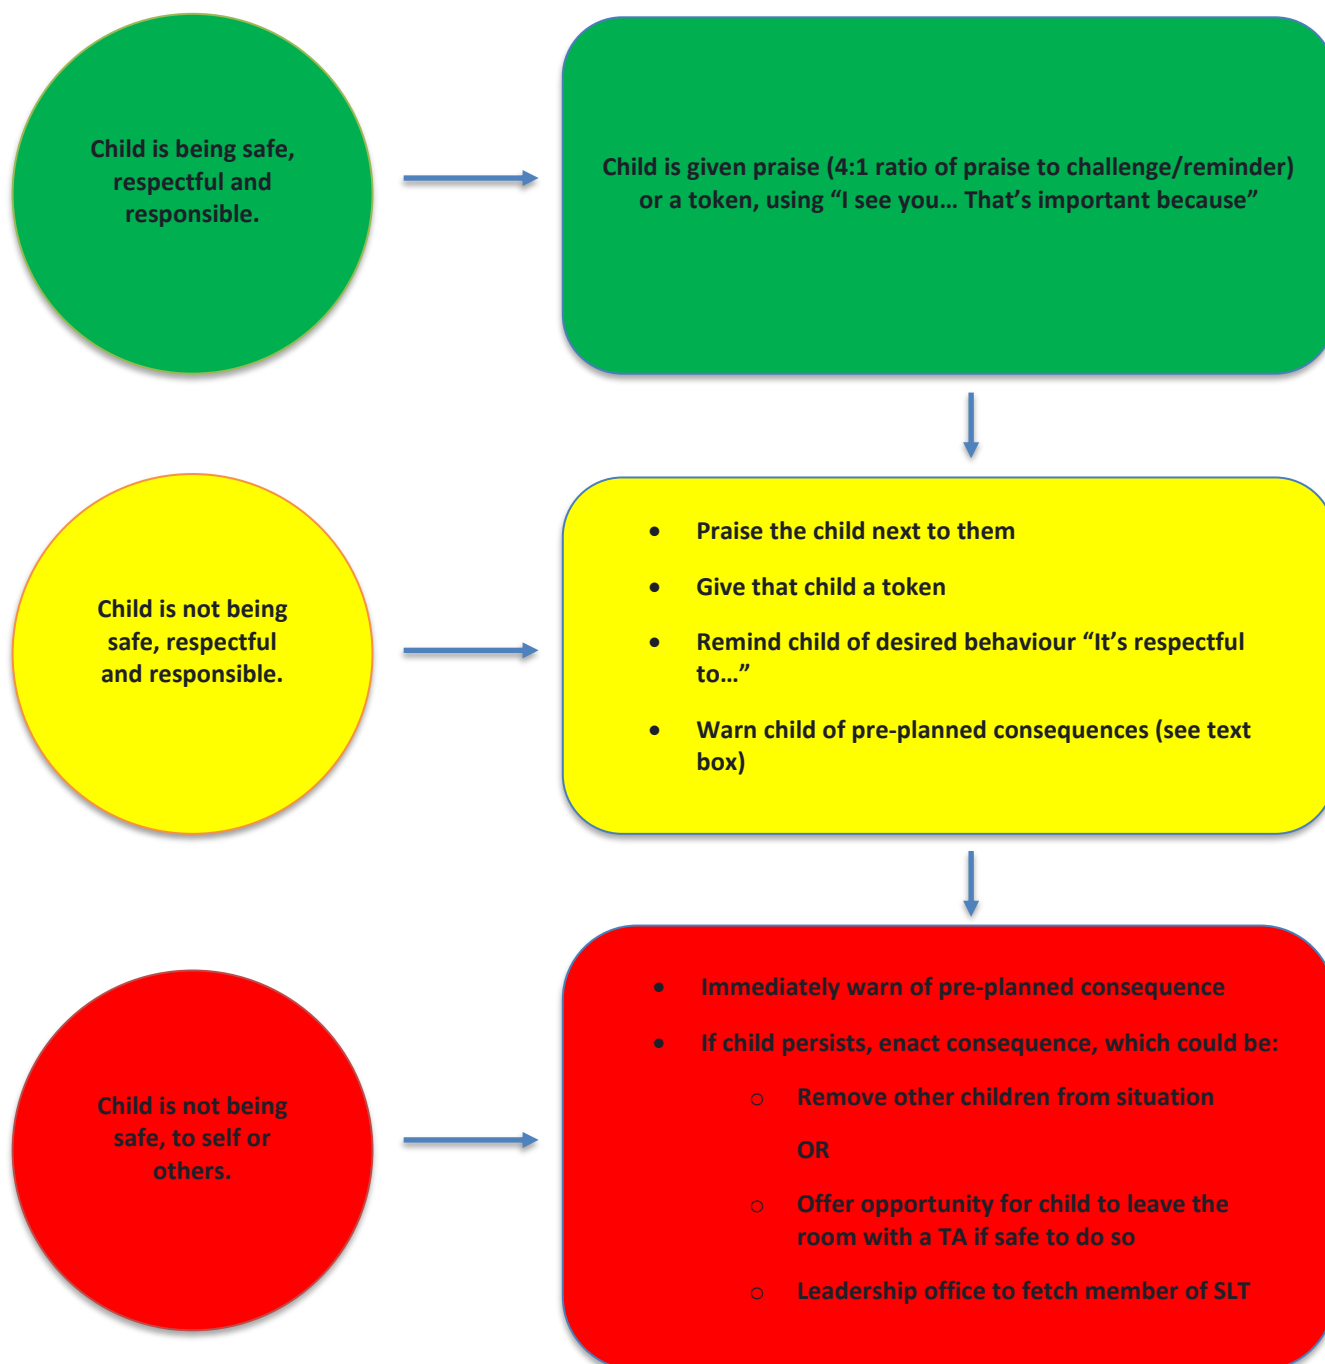 Child is being safe,
respectful and
responsible.
Child is given praise (4:1 ratio of praise to challenge/reminder)
or a token, using “I see you… That’s important because”
Child is not being
safe, respectful
and responsible.
• Praise the child next to them
• Give that child a token
• Remind child of desired behaviour “It’s respectful
to…”
• Warn child of pre-planned consequences (see text
box)
Child is not being
safe, to self or
others.
• Immediately warn of pre-planned consequence
• If child persists, enact consequence, which could be:
o Remove other children from situation
OR
o Offer opportunity for child to leave the
room with a TA if safe to do so
o Leadership office to fetch member of SLT